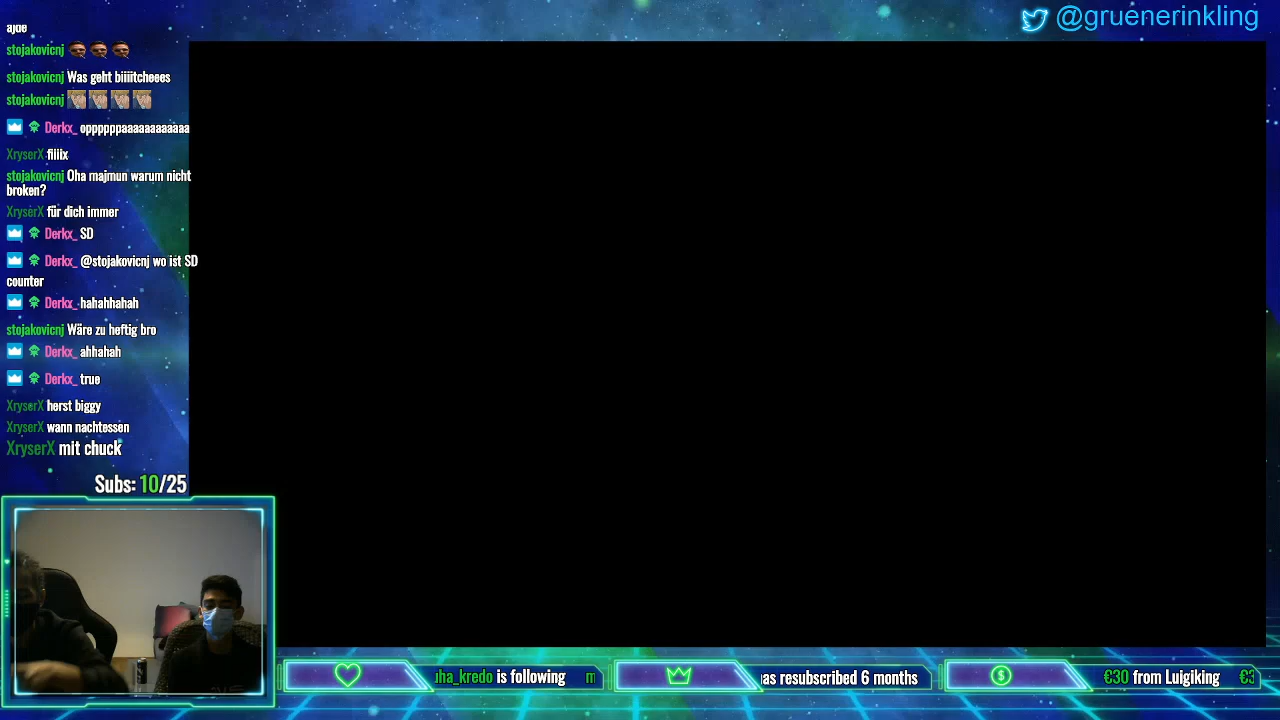 @gruenerinkling
ajoe
stojakovicnj
stojakovicnj Was geht biiiitcheees
stojakovicnj
Derkx_ oppppppaaaaaaaaaaaa
XryserX fiiiix
stojakovicnj Oha majmun warum nicht
broken?
XryserX für dich immer
Derkx_ SD
Derkx_ @stojakovicnj wo ist SD
counter
Derkx_ hahahhahah
stojakovicnj Wäre zu heftig bro
Derkx_ ahhahah
Derkx_ true
XryserX herst biggy
XryserX wann nachtessen
XryserX mit chuck
Subs: 10/25
uha_kredo is following m
as resubscribed 6 months
€30 from Luigiking €3